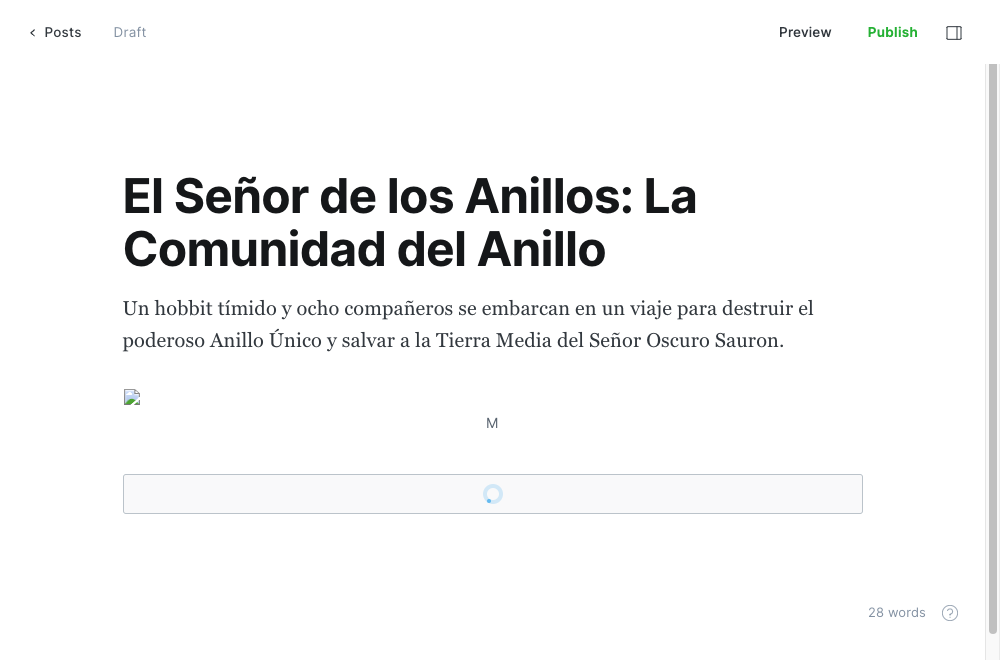 Posts Draft Preview Publish
El Señor de los Anillos: La
Comunidad del Anillo
Un hobbit tímido y ocho compañeros se embarcan en un viaje para destruir el
poderoso Anillo Único y salvar a la Tierra Media del Señor Oscuro Sauron.
M
28 words ?